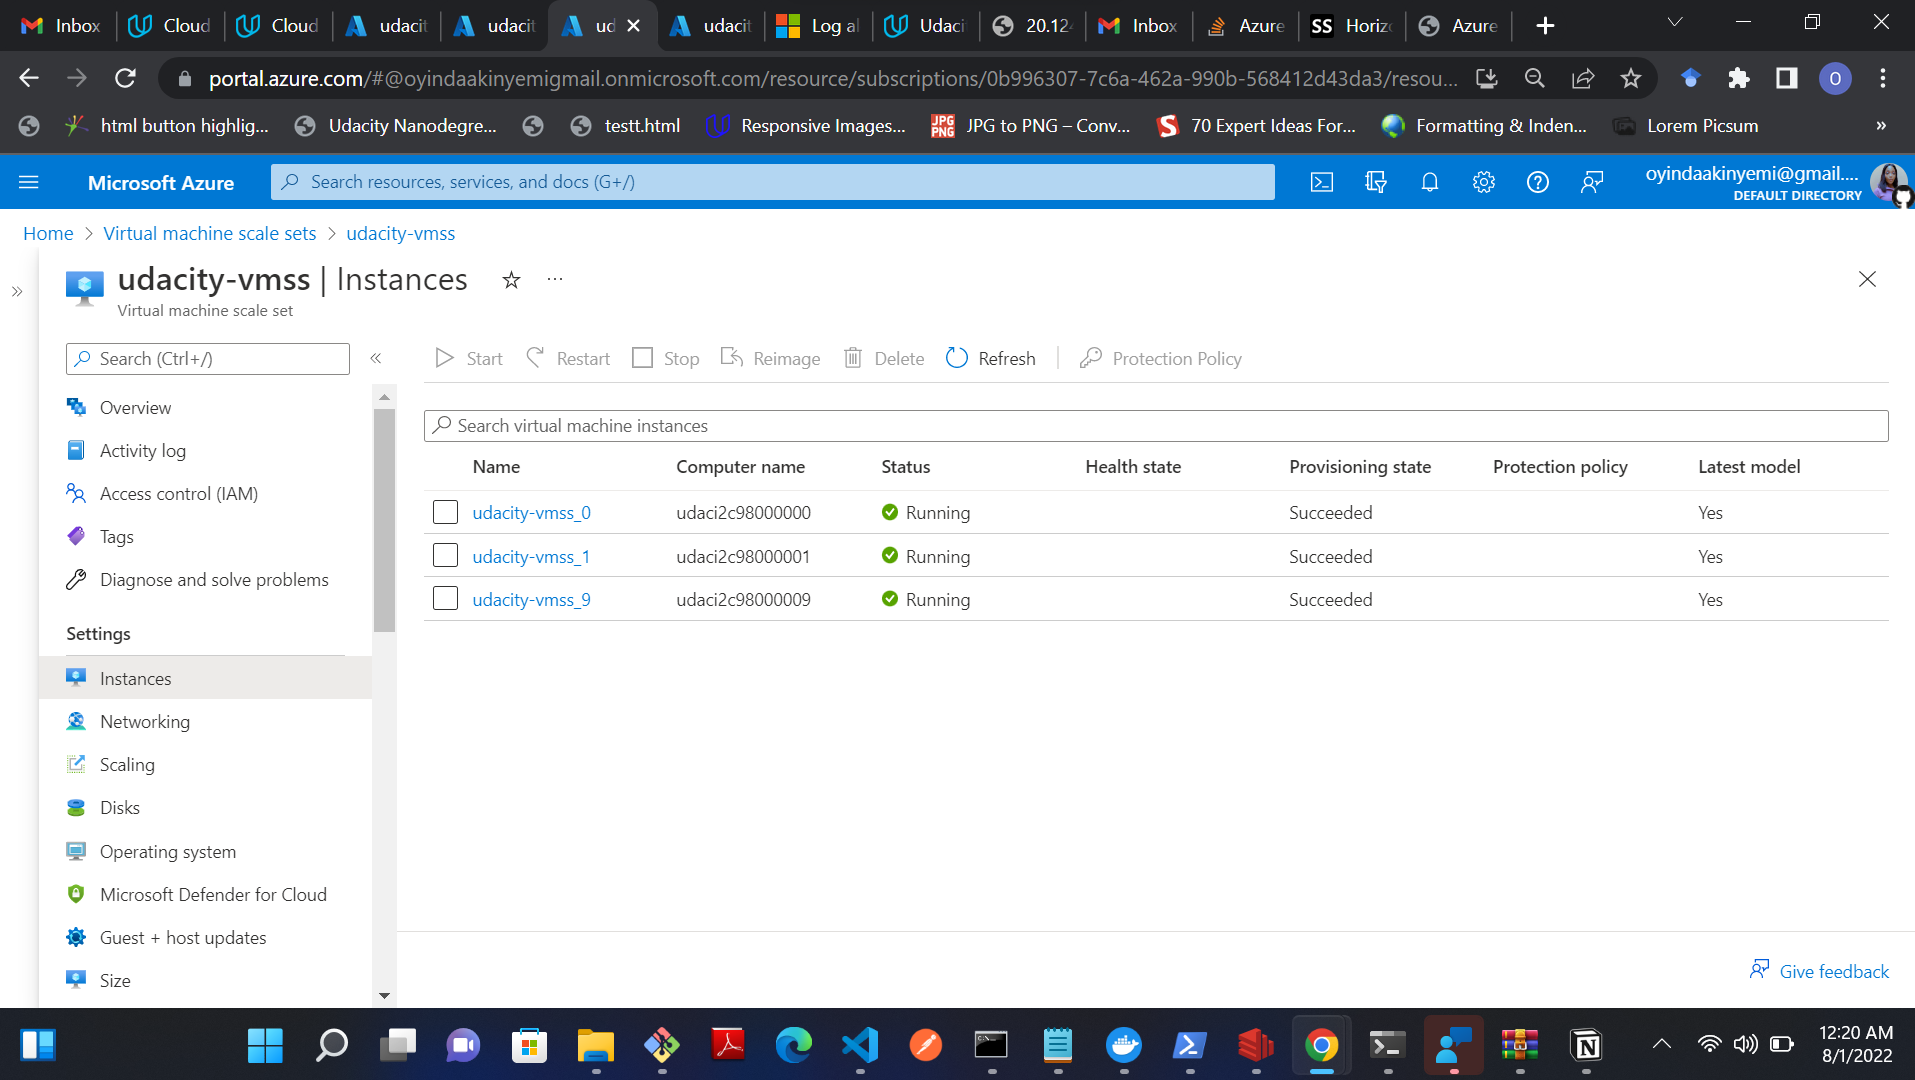 Inbox
Cloud
Cloud
udacit
udacit
ud
udacit
Log al
Udaci
20.124
Inbox
Azure
SS Horizo
Azure
portal.azure.com/#@oyindaakinyemigmail.onmicrosoft.com/resource/subscriptions/0b996307-7c6a-462a-990b-568412d43da3/resou...
O
html button highlig...
Udacity Nanodegre...
testt.html
Responsive Images...
JPG PNG JPG to PNG – Conv...
70 Expert Ideas For...
Formatting & Inden...
Lorem Picsum
»
Microsoft Azure
Search resources, services, and docs (G+/)
oyindaakinyemi@gmail....
DEFAULT DIRECTORY
Home > Virtual machine scale sets > udacity-vmss
udacity-vmss | Instances
Virtual machine scale set
Search (Ctrl+/)
Start Restart Stop Reimage Delete Refresh Protection Policy
Overview
Activity log
Access control (IAM)
Tags
Diagnose and solve problems
Settings
Instances
Networking
Scaling
Disks
Operating system
Microsoft Defender for Cloud
Guest + host updates
Size
Search virtual machine instances
Name Computer name Status Health state Provisioning state Protection policy Latest model
udacity-vmss_0 udaci2c98000000 Running Succeeded Yes
udacity-vmss_1 udaci2c98000001 Running Succeeded Yes
udacity-vmss_9 udaci2c98000009 Running Succeeded Yes
Give feedback
12:20 AM
8/1/2022